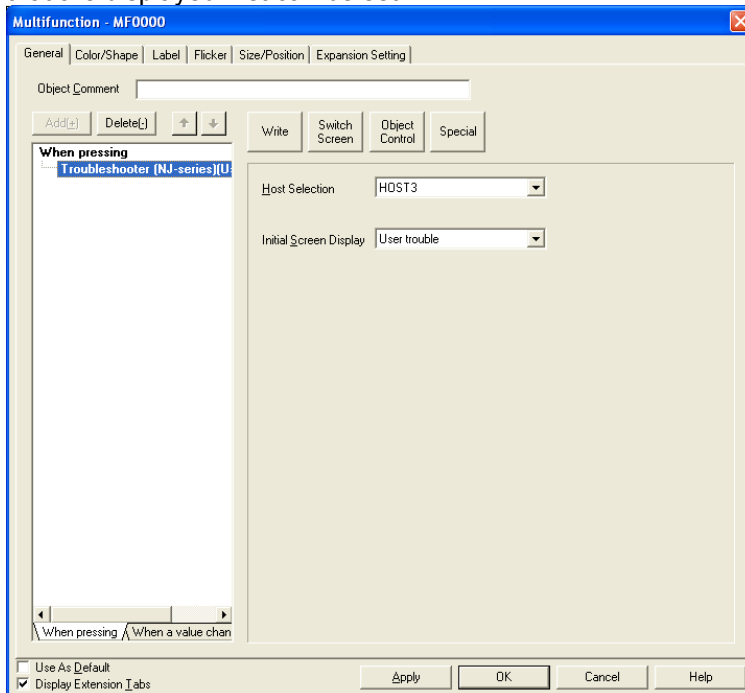 Multifunction - MF0000
General Color/Shape Label Flicker Size/Position Expansion Setting
Object Comment
Add(+) Delete(-)
Write Switch Screen Object Control Special
When pressing
Troubleshooter (NJ-series)(U
Host Selection HOST3
Initial Screen Display User trouble
When pressing When a value chan
Use As Default
Display Extension Tabs
Apply OK Cancel Help